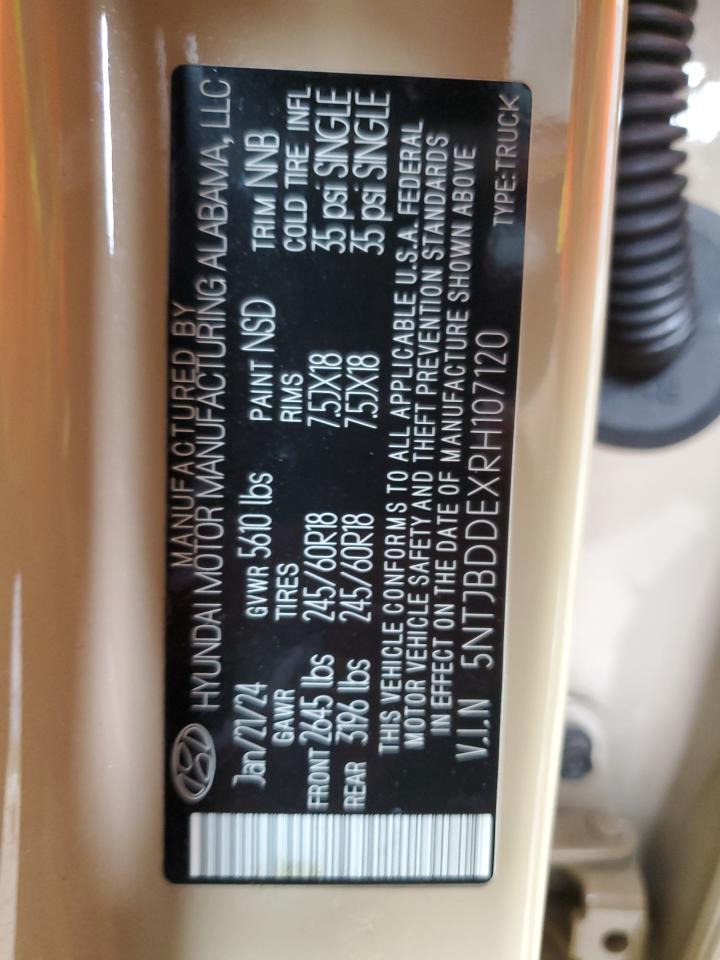 MANUFACTURED BY
HYUNDAI MOTOR MANUFACTURING ALABAMA, LLC
Jan/21/24 GVWR 5610 lbs PAINT NSD TRIM NNB
GAWR TIRES RIMS COLD TIRE INFL
FRONT 2645 lbs 245/60R18 7.5JX18 35 psi SINGLE
REAR 3196 lbs 245/60R18 7.5JX18 35 psi SINGLE
THIS VEHICLE CONFORMS TO ALL APPLICABLE U.S.A. FEDERAL
MOTOR VEHICLE SAFETY AND THEFT PREVENTION STANDARDS
IN EFFECT ON THE DATE OF MANUFACTURE SHOWN ABOVE
V.I.N 5NTJBDDEXRH107120
TYPE:TRUCK